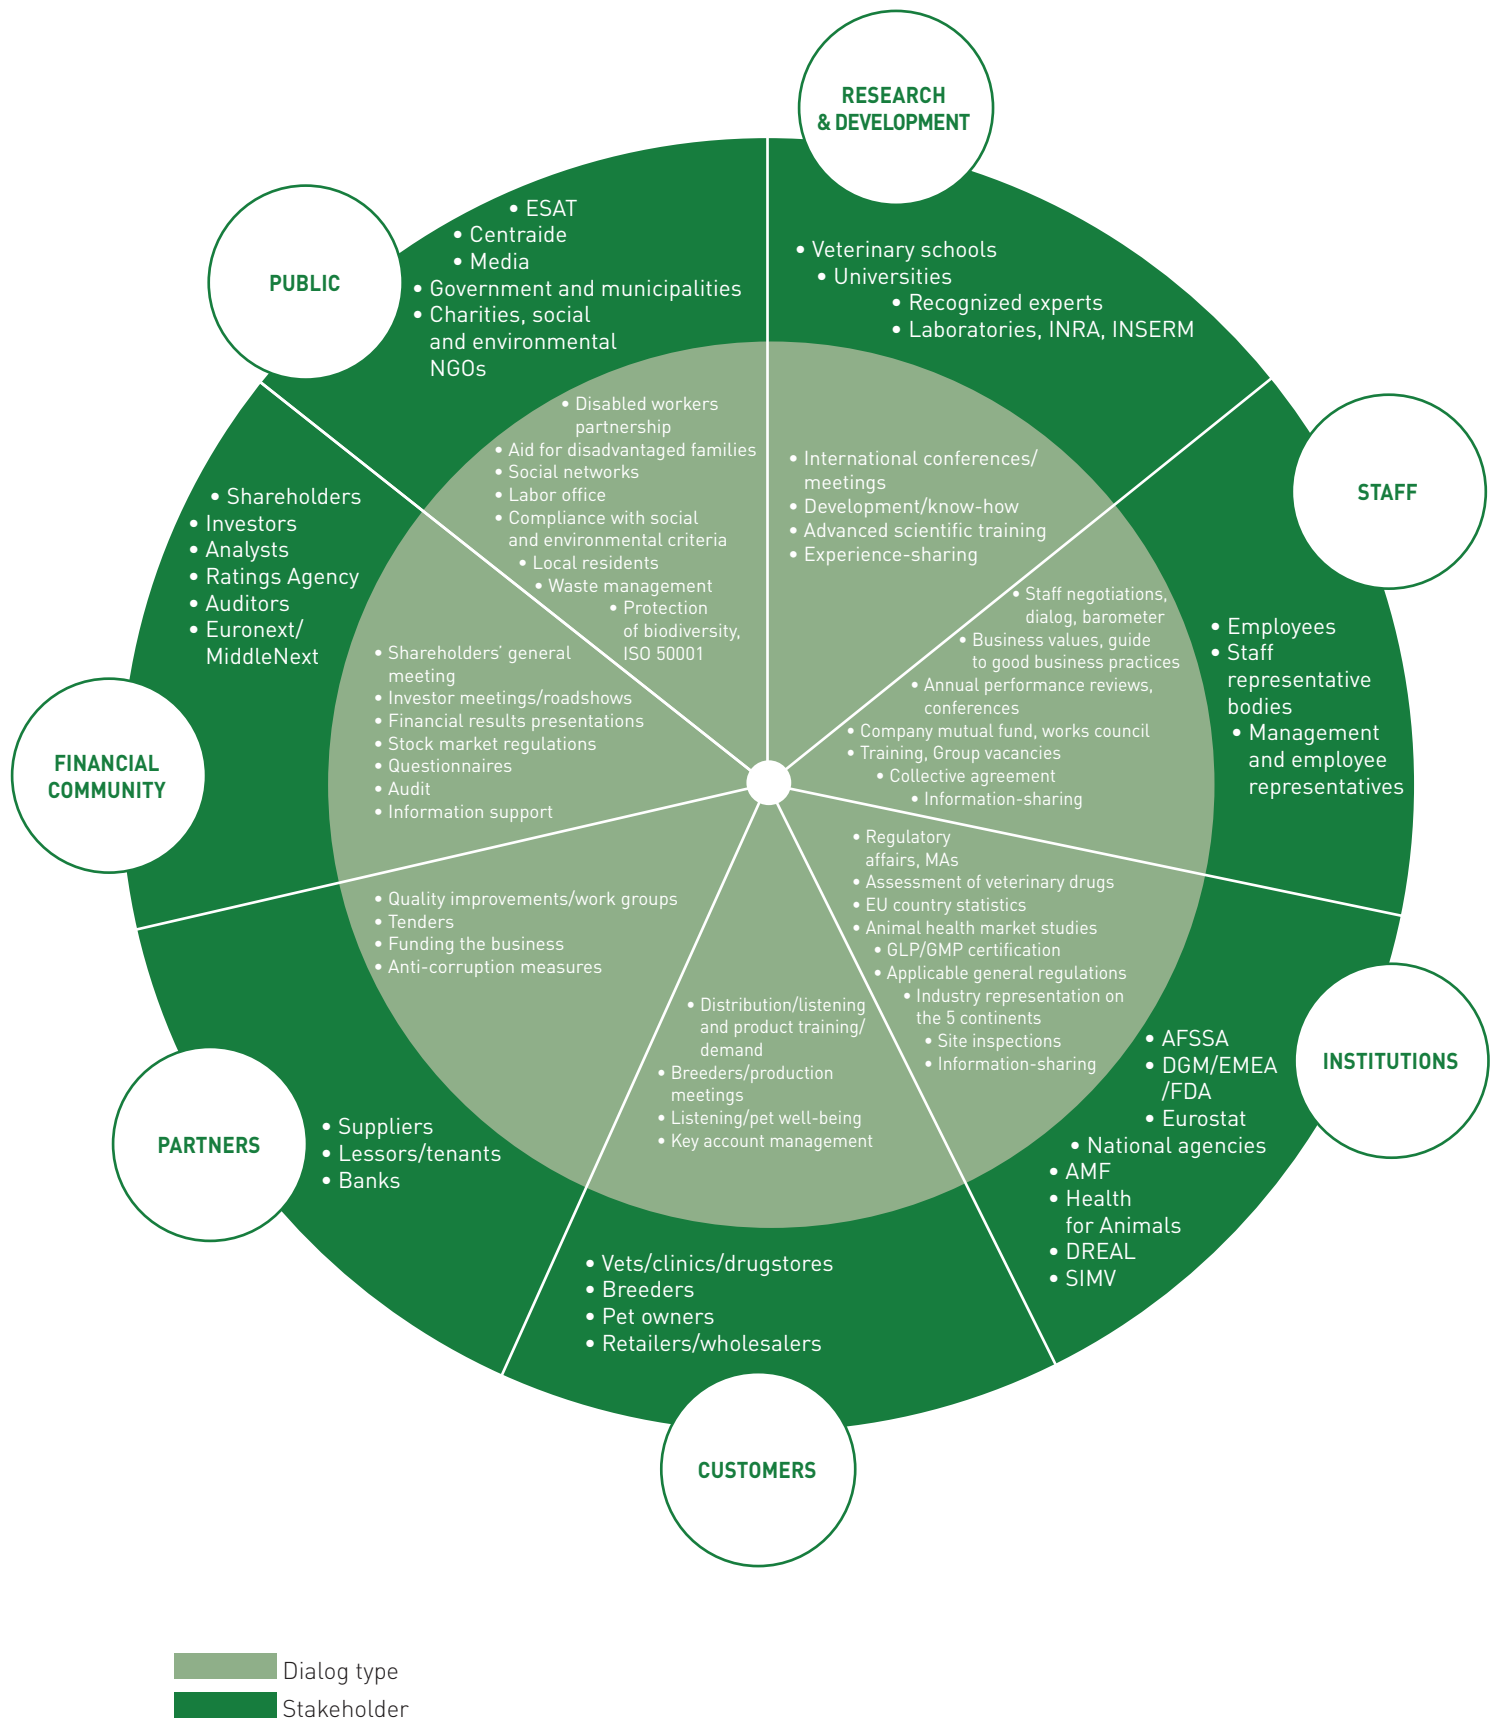 RESEARCH
& DEVELOPMENT
• Veterinary schools
• Universities
• Recognized experts
• Laboratories, INRA, INSERM
• International conferences/
meetings
• Development/know-how
• Advanced scientific training
• Experience-sharing
STAFF
• Employees
• Staff
representative
bodies
• Management
and employee
representatives
• Staff negotiations,
dialog, barometer
• Business values, guide
to good business practices
• Annual performance reviews,
conferences
• Company mutual fund, works council
• Training, Group vacancies
• Collective agreement
• Information-sharing
INSTITUTIONS
• AFSSA
• DGM/EMEA
/FDA
• Eurostat
• National agencies
• AMF
• Health
for Animals
• DREAL
• SIMV
• Regulatory
affairs, MAs
• Assessment of veterinary drugs
• EU country statistics
• Animal health market studies
• GLP/GMP certification
• Applicable general regulations
• Industry representation on
the 5 continents
• Site inspections
• Information-sharing
CUSTOMERS
• Vets/clinics/drugstores
• Breeders
• Pet owners
• Retailers/wholesalers
• Distribution/listening
and product training/
demand
• Breeders/production
meetings
• Listening/pet well-being
• Key account management
PARTNERS
• Suppliers
• Lessors/tenants
• Banks
• Quality improvements/work groups
• Tenders
• Funding the business
• Anti-corruption measures
FINANCIAL
COMMUNITY
• Shareholders
• Investors
• Analysts
• Ratings Agency
• Auditors
• Euronext/
MiddleNext
• Shareholders’ general
meeting
• Investor meetings/roadshows
• Financial results presentations
• Stock market regulations
• Questionnaires
• Audit
• Information support
PUBLIC
• ESAT
• Centraide
• Media
• Government and municipalities
• Charities, social
and environmental
NGOs
• Disabled workers
partnership
• Aid for disadvantaged families
• Social networks
• Labor office
• Compliance with social
and environmental criteria
• Local residents
• Waste management
• Protection
of biodiversity,
ISO 50001
Dialog type
Stakeholder